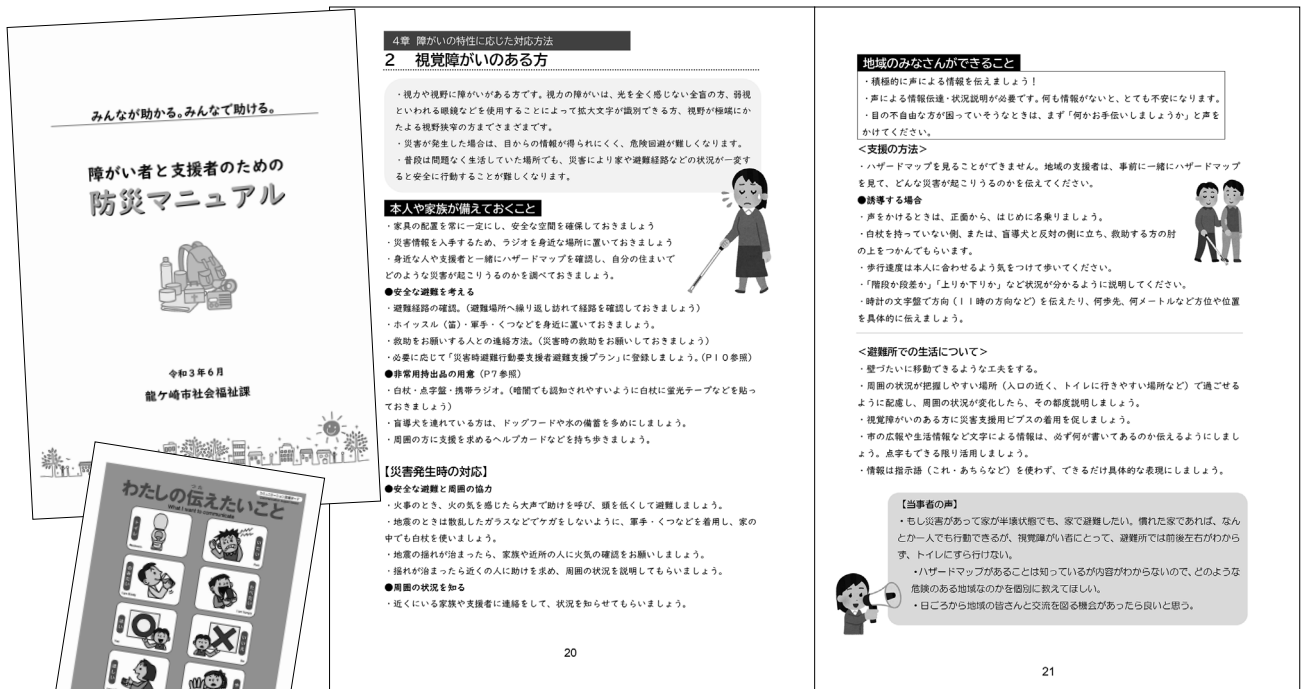 みんなが助かる。みんなで助ける。
障がい者と支援者のための
防災マニュアル
令和3年6月
龍ケ崎市社会福祉課
わたしの伝えたいこと
What I want to communicate
4章 障がいの特性に応じた対応方法
2 視覚障がいのある方
・視力や視野に障がいがある方です。視力の障がいは、光を全く感じない全盲の方、弱視
といわれる眼鏡などを使用することによって拡大文字が識別できる方、視野が極端にか
たよる視野狭窄の方までさまざまです。
・災害が発生した場合は、目からの情報が得られにくく、危険回避が難しくなります。
・普段は問題なく生活していた場所でも、災害により家や避難経路などの状況が一変す
ると安全に行動することが難しくなります。
本人や家族が備えておくこと
・家具の配置を常に一定にし、安全な空間を確保しておきましょう
・災害情報を入手するため、ラジオを身近な場所に置いておきましょう
・身近な人や支援者と一緒にハザードマップを確認し、自分の住まいで
どのような災害が起こりうるのかを調べておきましょう。
●安全な避難を考える
・避難経路の確認。（避難場所へ繰り返し訪れて経路を確認しておきましょう）
・ホイッスル（笛）・軍手・くつなどを身近に置いておきましょう。
・救助をお願いする人との連絡方法。（災害時の救助をお願いしておきましょう）
・必要に応じて「災害時避難行動要支援者避難支援プラン」に登録しましょう。（P10参照）
●非常用持出品の用意（P7参照）
・白杖・点字盤・携帯ラジオ。（暗闇でも認知されやすいように白杖に蛍光テープなどを貼っ
ておきましょう）
・盲導犬を連れている方は、ドッグフードや水の備蓄を多めにしましょう。
・周囲の方に支援を求めるヘルプカードなどを持ち歩きましょう。
【災害発生時の対応】
●安全な避難と周囲の協力
・火事のとき、火の気を感じたら大声で助けを呼び、頭を低くして避難しましょう。
・地震のときは散乱したガラスなどでケガをしないように、軍手・くつなどを着用し、家の
中でも白杖を使いましょう。
・地震の揺れが治まったら、家族や近所の人に火気の確認をお願いしましょう。
・揺れが治まったら近くの人に助けを求め、周囲の状況を説明してもらいましょう。
●周囲の状況を知る
・近くにいる家族や支援者に連絡をして、状況を知らせてもらいましょう。
20
地域のみなさんができること
・積極的に声による情報を伝えましょう！
・声による情報伝達・状況説明が必要です。何も情報がないと、とても不安になります。
・目の不自由な方が困っていそうなときは、まず「何かお手伝いしましょうか」と声を
かけてください。
＜支援の方法＞
・ハザードマップを見ることができません。地域の支援者は、事前に一緒にハザードマップ
を見て、どんな災害が起こりうるのかを伝えてください。
●誘導する場合
・声をかけるときは、正面から、はじめに名乗りましょう。
・白杖を持っていない側、または、盲導犬と反対の側に立ち、救助する方の肘
の上をつかんでもらいます。
・歩行速度は本人に合わせるよう気をつけて歩いてください。
・「階段か段差か」「上りか下りか」など状況が分かるように説明してください。
・時計の文字盤で方向（11時の方向など）を伝えたり、何歩先、何メートルなど方位や位置
を具体的に伝えましょう。
＜避難所での生活について＞
・壁づたいに移動できるような工夫をする。
・周囲の状況が把握しやすい場所（入口の近く、トイレに行きやすい場所など）で過ごせる
ように配慮し、周囲の状況が変化したら、その都度説明しましょう。
・視覚障がいのある方に災害支援用ビブスの着用を促しましょう。
・市の広報や生活情報など文字による情報は、必ず何が書いてあるのか伝えるようにしまし
ょう。点字もできる限り活用しましょう。
・情報は指示語（これ・あちらなど）を使わず、できるだけ具体的な表現にしましょう。
【当事者の声】
・もし災害があって家が半壊状態でも、家で避難したい。慣れた家であれば、なん
とか一人でも行動できるが、視覚障がい者にとって、避難所では前後左右がわから
ず、トイレにすら行けない。
・ハザードマップがあることは知っているが内容がわからないので、どのような
危険のある地域なのかを個別に教えてほしい。
・日ごろから地域の皆さんと交流を図る機会があったら良いと思う。
21